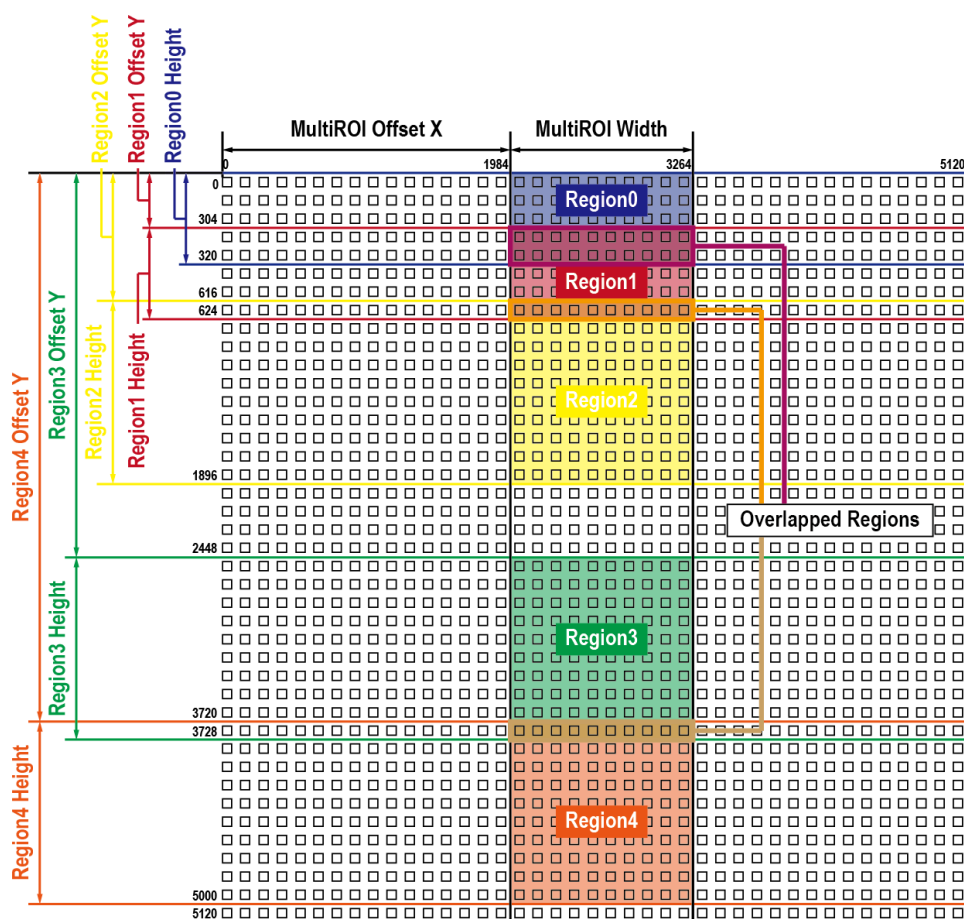 Region2 Offset Y
Region1 Offset Y
Region0 Height
MultiROI Offset X
MultiROI Width
0
1984
3264
5120
0
304
320
616
624
1896
2448
3720
3728
5000
5120
Region0
Region1
Region2
Region3
Region4
Overlapped Regions
Region4 Offset Y
Region3 Offset Y
Region2 Height
Region1 Height
Region3 Height
Region4 Height